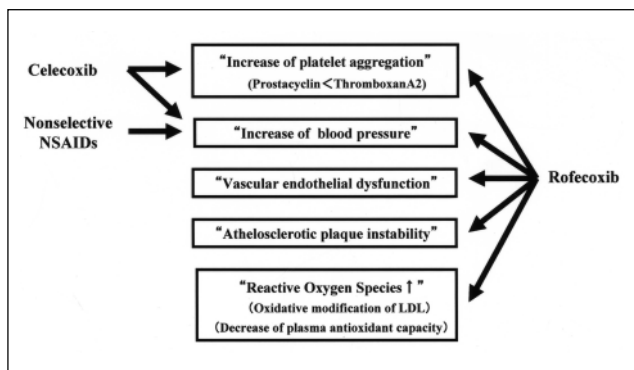 Celecoxib
Nonselective
NSAIDs
“Increase of platelet aggregation”
(Prostacyclin＜ThromboxanA2)
“Increase of blood pressure”
“Vascular endothelial dysfunction”
“Athelosclerotic plaque instability”
“Reactive Oxygen Species↑”
(Oxidative modification of LDL)
(Decrease of plasma antioxidant capacity)
Rofecoxib